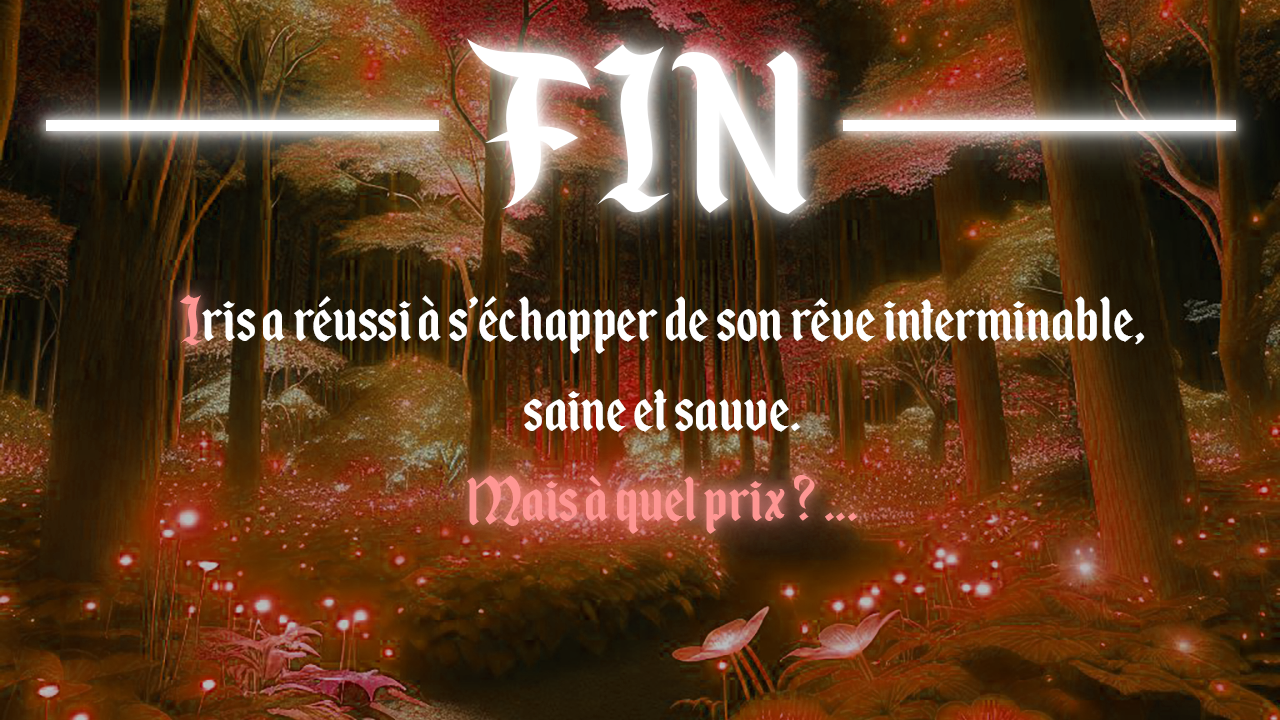 FIN
Iris a réussi à s'échapper de son rêve interminable,
saine et sauve.
Mais à quel prix ? ...